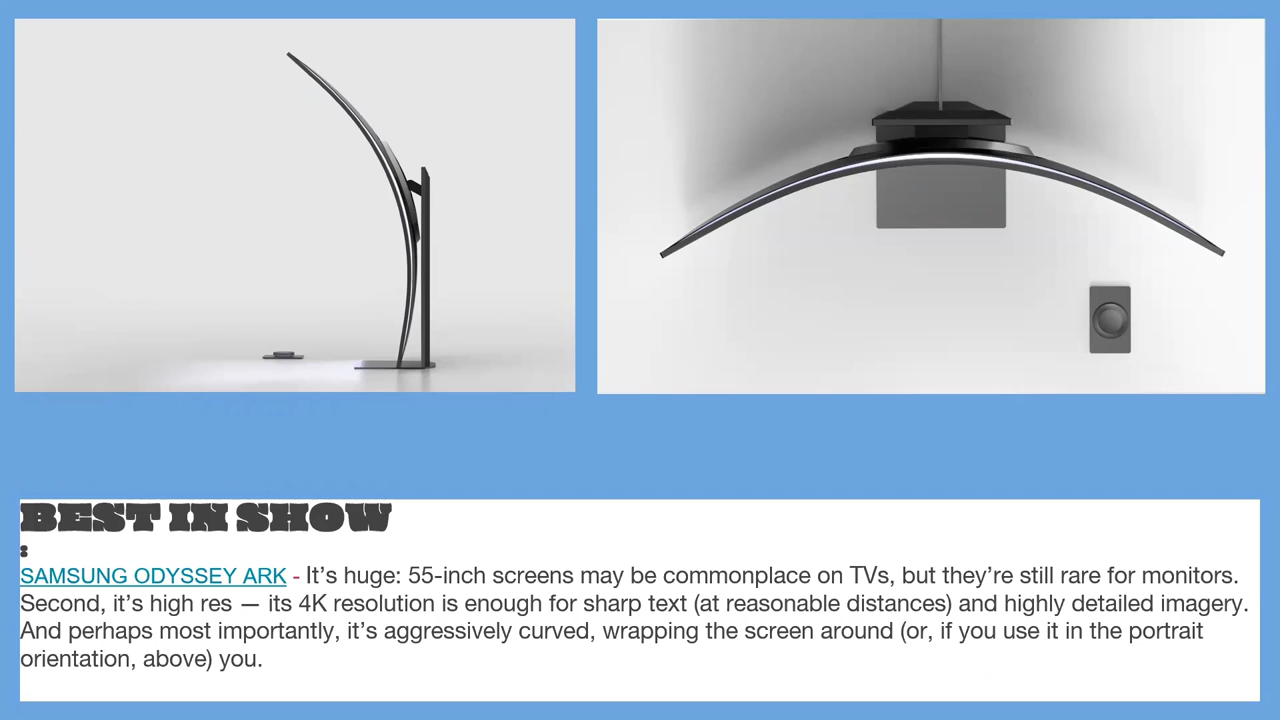 BEST IN SHOW
:
SAMSUNG ODYSSEY ARK - It’s huge: 55-inch screens may be commonplace on TVs, but they’re still rare for monitors.
Second, it’s high res — its 4K resolution is enough for sharp text (at reasonable distances) and highly detailed imagery.
And perhaps most importantly, it’s aggressively curved, wrapping the screen around (or, if you use it in the portrait
orientation, above) you.